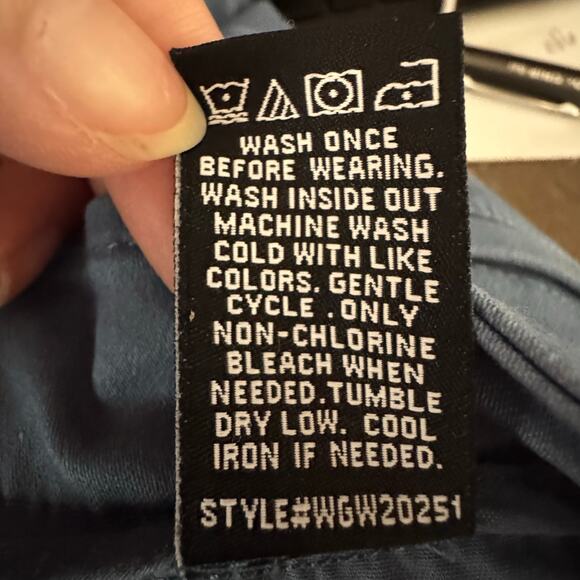 WASH ONCE
BEFORE WEARING.
WASH INSIDE OUT
MACHINE WASH
COLD WITH LIKE
COLORS. GENTLE
CYCLE .ONLY
NON-CHLORINE
BLEACH WHEN
NEEDED.TUMBLE
DRY LOW. COOL
IRON IF NEEDED.
STYLE#WGW20251